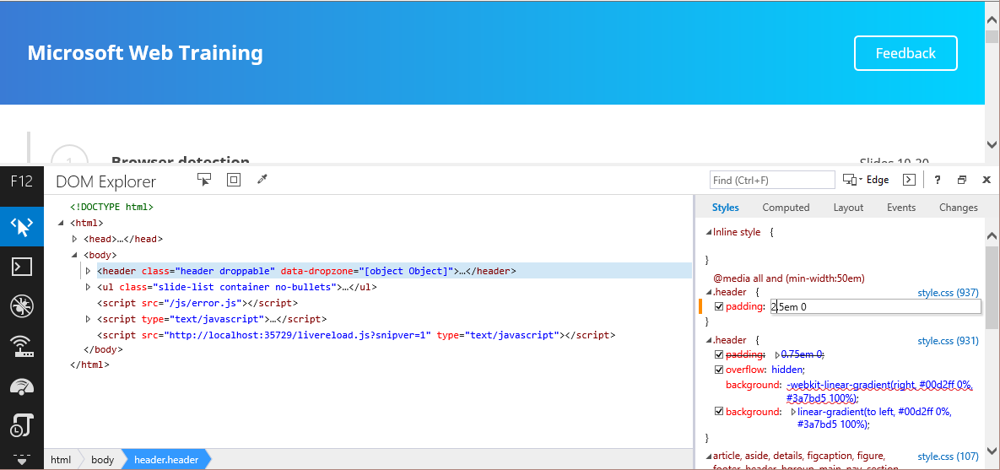 Microsoft Web Training
Feedback
1
Browser detection
Slides 10-20
F12
DOM Explorer
Find (Ctrl+F)
Edge
?
<!DOCTYPE html>
<html>
<head>…</head>
<body>
<header class="header droppable" data-dropzone="[object Object]">…</header>
<ul class="slide-list container no-bullets">…</ul>
<script src="/js/error.js"></script>
<script type="text/javascript">…</script>
<script src="http://localhost:35729/livereload.js?snipver=1" type="text/javascript"></script>
</body>
</html>
html
body
header.header
Styles Computed Layout Events Changes
Inline style {
}
@media all and (min-width:50em)
.header { style.css (937)
padding: 2.5em 0
}
.header { style.css (931)
padding: 0.75em 0;
overflow: hidden;
background: -webkit-linear-gradient(right, #00d2ff 0%,
#3a7bd5 100%);
background: linear-gradient(to left, #00d2ff 0%,
#3a7bd5 100%);
}
article, aside, details, figcaption, figure, style.css (107)
footer, header, hgroup, main, nav, section,